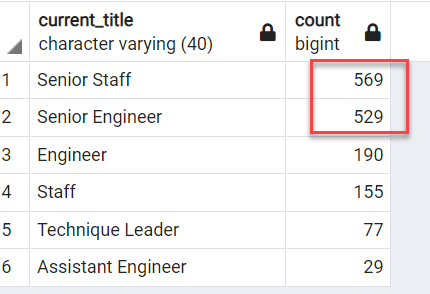 current_title count
character varying (40) bigint
1 Senior Staff 569
2 Senior Engineer 529
3 Engineer 190
4 Staff 155
5 Technique Leader 77
6 Assistant Engineer 29